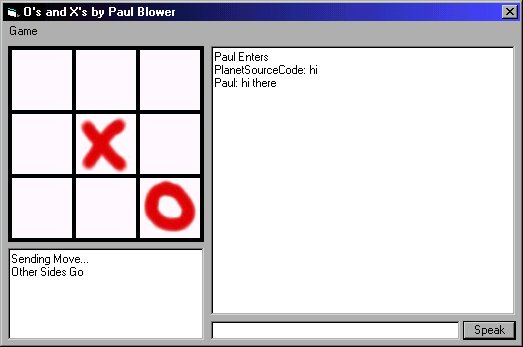 O's and X's by Paul Blower
Game
X
O
Paul Enters
PlanetSourceCode: hi
Paul: hi there
Sending Move...
Other Sides Go
Speak